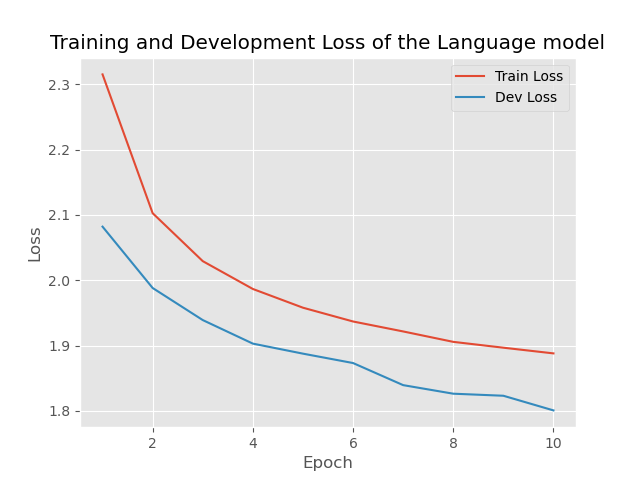 Training and Development Loss of the Language model
Train Loss
Dev Loss
2.3
2.2
2.1
2.0
1.9
1.8
Loss
2 4 6 8 10
Epoch